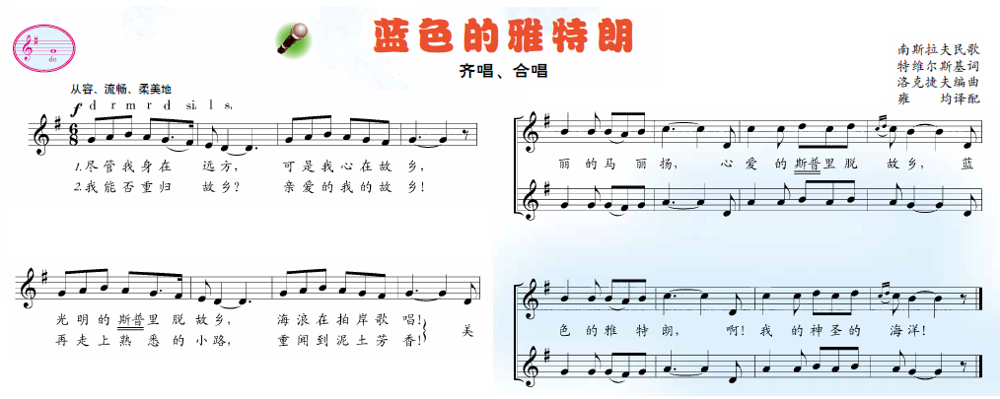 蓝色的雅特朗
齐唱、合唱
南斯拉夫民歌
特维尔斯基词
洛克捷夫编曲
雍 均译配
do
从容、流畅、柔美地
f d r m r d si, l, s,
6/8
1.尽管我身在 远方, 可是我心在故乡,
2.我能否重归 故乡? 亲爱的我的故乡!
光明的斯普里脱故乡, 海浪在拍岸歌唱!
再走上熟悉的小路, 重闻到泥土芳香! 美
丽的马丽扬, 心爱的斯普里脱 故乡, 蓝
色的雅特朗, 啊!我的神圣的 海洋!